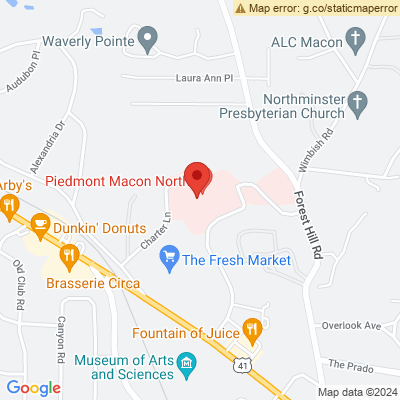 Map error: g.co/staticmaperror
Waverly Pointe
ALC Macon
Laura Ann Pl
Audubon Pl
Northminster
Presbyterian Church
Wimbish Rd
Alexandria Dr
Piedmont Macon North
Arby's
Forest Hill Rd
Charter Ln
Dunkin' Donuts
The Fresh Market
Old Club Rd
Brasserie Circa
Canyon Rd
Fountain of Juice
Overlook Ave
Museum of Arts
and Sciences
41
The Prado
Google
Map data ©2024